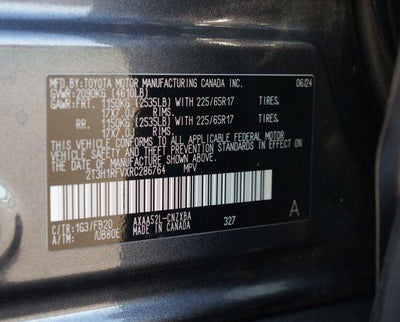 MFD.BY:TOYOTA MOTOR MANUFACTURING CANADA INC. 06/24
GVWR:2090KG (4610LB)
GAWR:FRT. 1150KG (2535LB) WITH 225/65R17 TIRES,
17X7.0J RIMS,
RR. 1150KG (2535LB) WITH 225/65R17 TIRES,
17X7.0J RIMS,
THIS VEHICLE CONFORMS TO ALL APPLICABLE FEDERAL MOTOR
VEHICLE SAFETY STANDARDS IN EFFECT ON
THE DATE OF MANUFACTURE SHOWN ABOVE.
2T3H1RFVXRC286764 MPV
C/TR:1G3/FB20 AXAA52L-CNZXBA 327 A
A/TM: /UB80E MADE IN CANADA